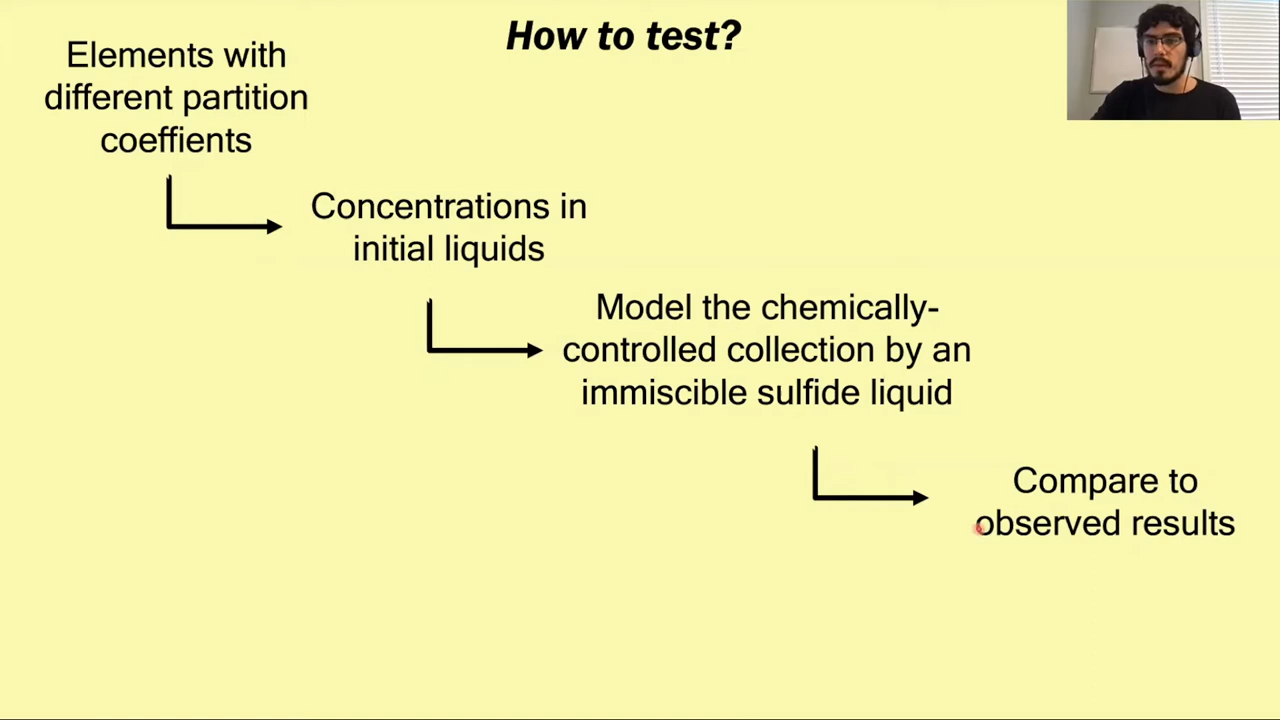 How to test?
Elements with
different partition
coeffients
Concentrations in
initial liquids
Model the chemically-
controlled collection by an
immiscible sulfide liquid
Compare to
observed results